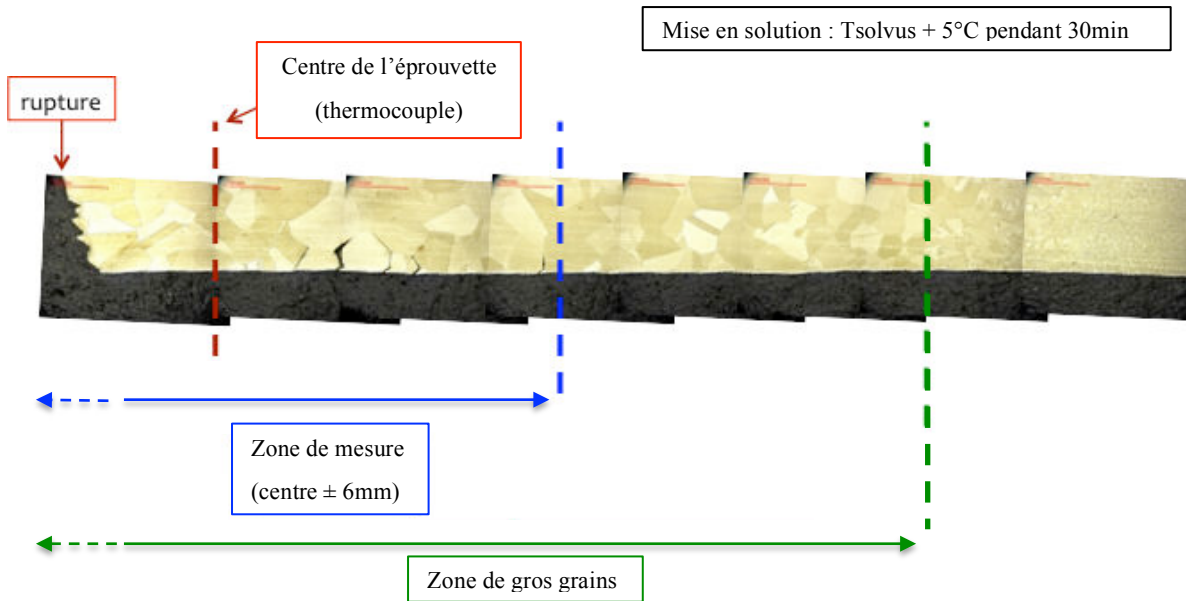 Mise en solution : Tsolvus + 5°C pendant 30min
Centre de l'éprouvette
(thermocouple)
rupture
Zone de mesure
(centre ± 6mm)
Zone de gros grains